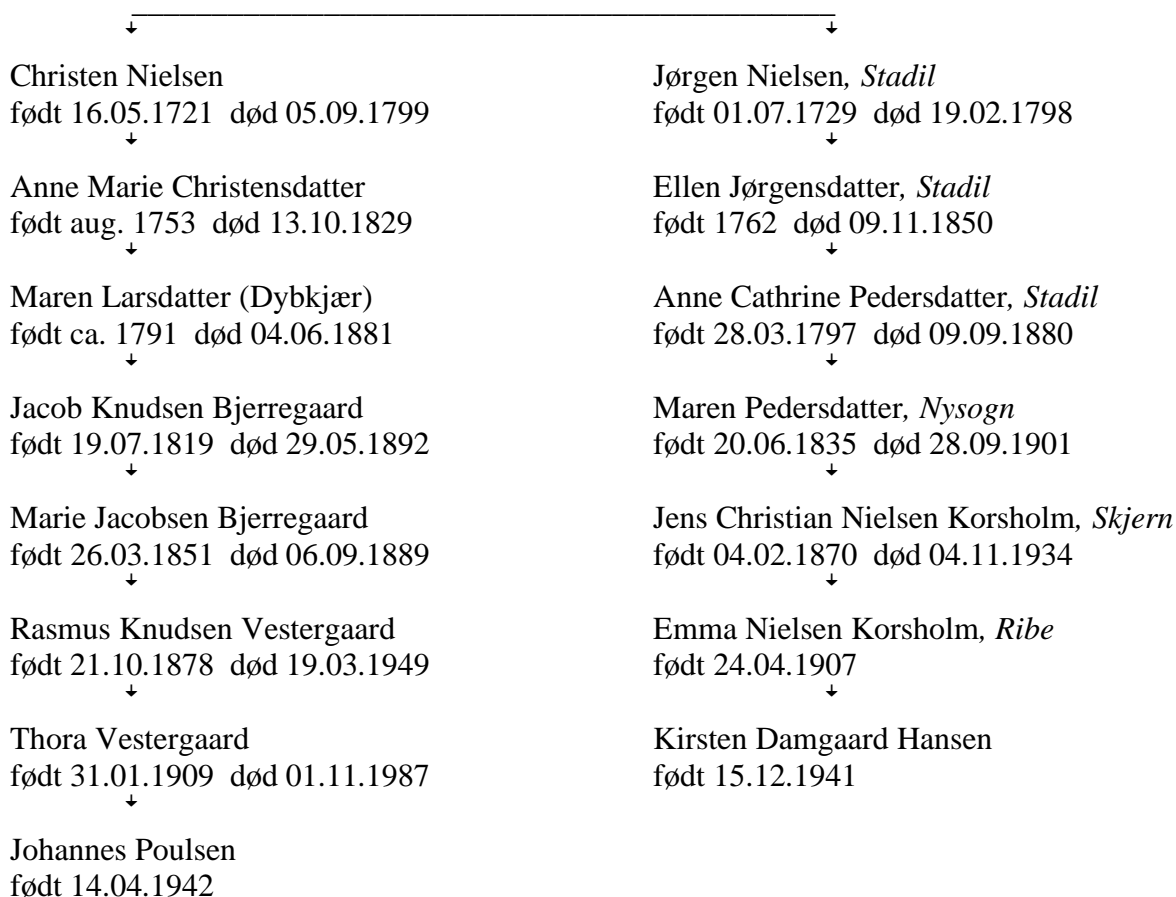 Christen Nielsen
født 16.05.1721 død 05.09.1799
Anne Marie Christensdatter
født aug. 1753 død 13.10.1829
Maren Larsdatter (Dybkjær)
født ca. 1791 død 04.06.1881
Jacob Knudsen Bjerregaard
født 19.07.1819 død 29.05.1892
Marie Jacobsen Bjerregaard
født 26.03.1851 død 06.09.1889
Rasmus Knudsen Vestergaard
født 21.10.1878 død 19.03.1949
Thora Vestergaard
født 31.01.1909 død 01.11.1987
Johannes Poulsen
født 14.04.1942
Jørgen Nielsen, Stadil
født 01.07.1729 død 19.02.1798
Ellen Jørgensdatter, Stadil
født 1762 død 09.11.1850
Anne Cathrine Pedersdatter, Stadil
født 28.03.1797 død 09.09.1880
Maren Pedersdatter, Nysogn
født 20.06.1835 død 28.09.1901
Jens Christian Nielsen Korsholm, Skjern
født 04.02.1870 død 04.11.1934
Emma Nielsen Korsholm, Ribe
født 24.04.1907
Kirsten Damgaard Hansen
født 15.12.1941